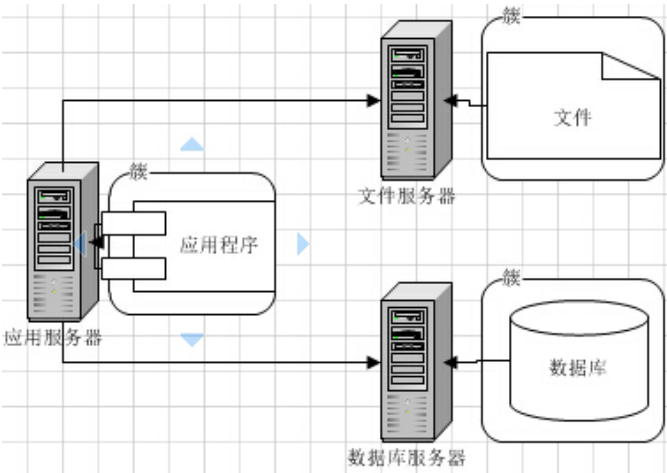 簇
文件
文件服务器
簇
应用程序
应用服务器
簇
数据库
数据库服务器